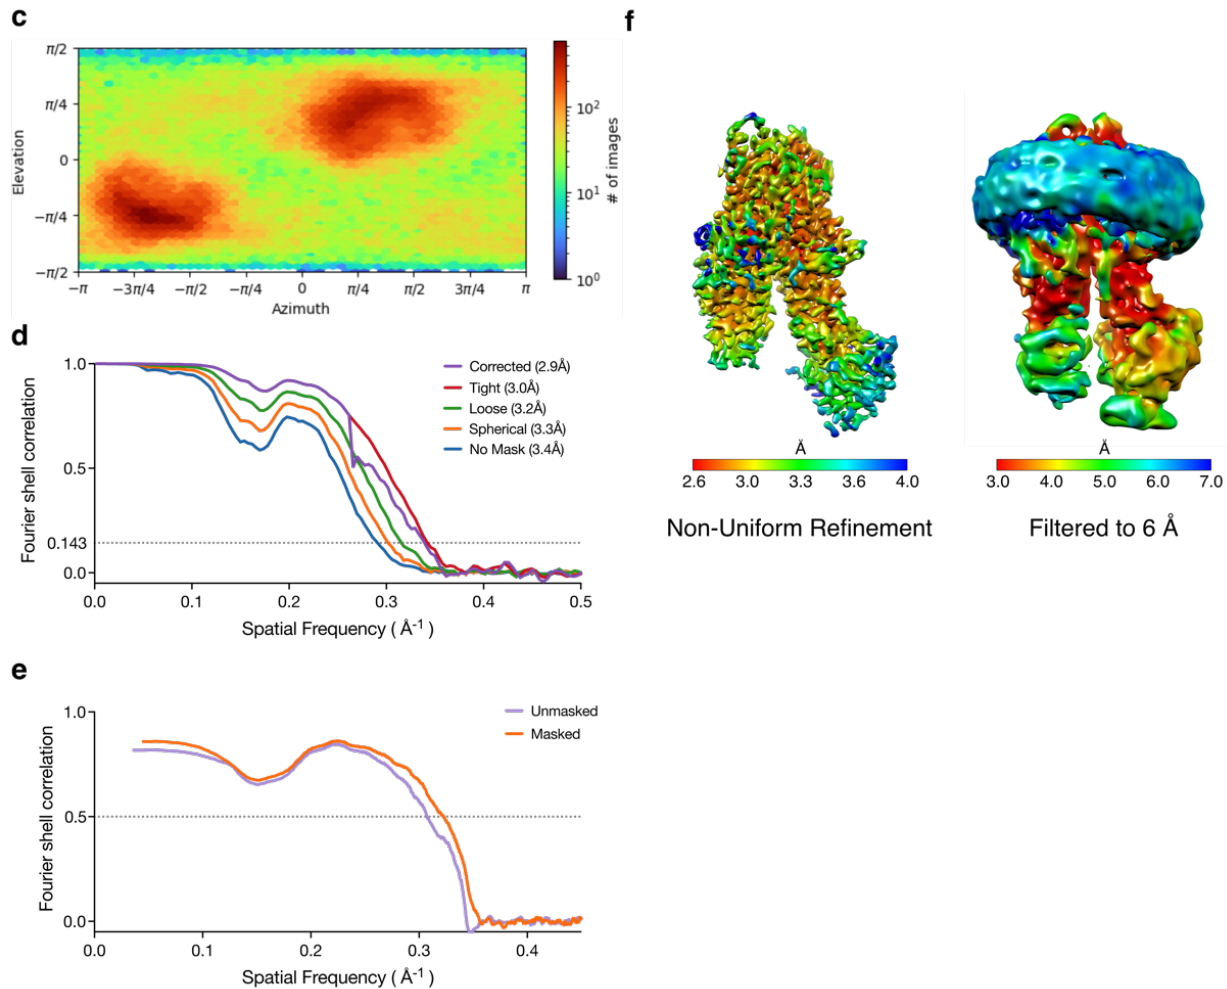 c
π/2
π/4
0
−π/4
−π/2
Elevation
−π
−3π/4
−π/2
−π/4
0
π/4
π/2
3π/4
π
Azimuth
10²
10¹
10⁰
# of images
d
1.0
0.5
0.143
0.0
Fourier shell correlation
Corrected (2.9Å)
Tight (3.0Å)
Loose (3.2Å)
Spherical (3.3Å)
No Mask (3.4Å)
0.0 0.1 0.2 0.3 0.4 0.5
Spatial Frequency ( Å⁻¹ )
e
1.0
0.5
0.0
Fourier shell correlation
Unmasked
Masked
0.0 0.1 0.2 0.3 0.4
Spatial Frequency ( Å⁻¹ )
f
Å
2.6 3.0 3.3 3.6 4.0
Non-Uniform Refinement
Å
3.0 4.0 5.0 6.0 7.0
Filtered to 6 Å